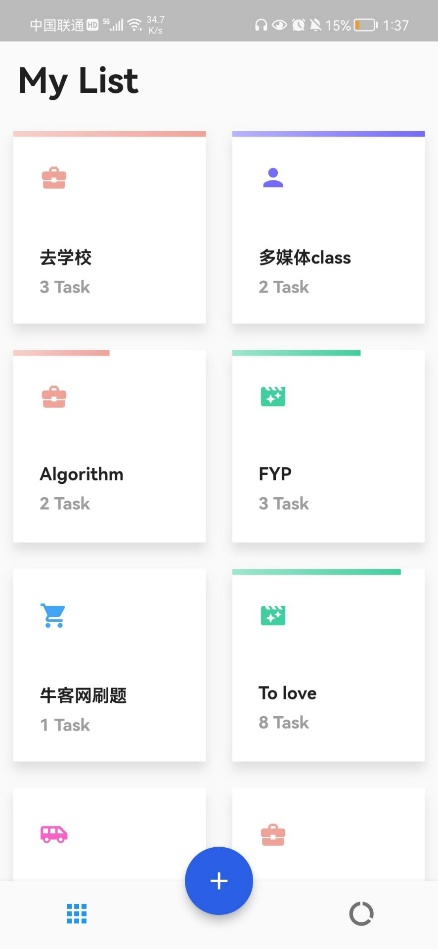 中国联通 HD 5G 34.7 K/s 15% 1:37
My List
去学校
3 Task
多媒体class
2 Task
Algorithm
2 Task
FYP
3 Task
牛客网刷题
1 Task
To love
8 Task